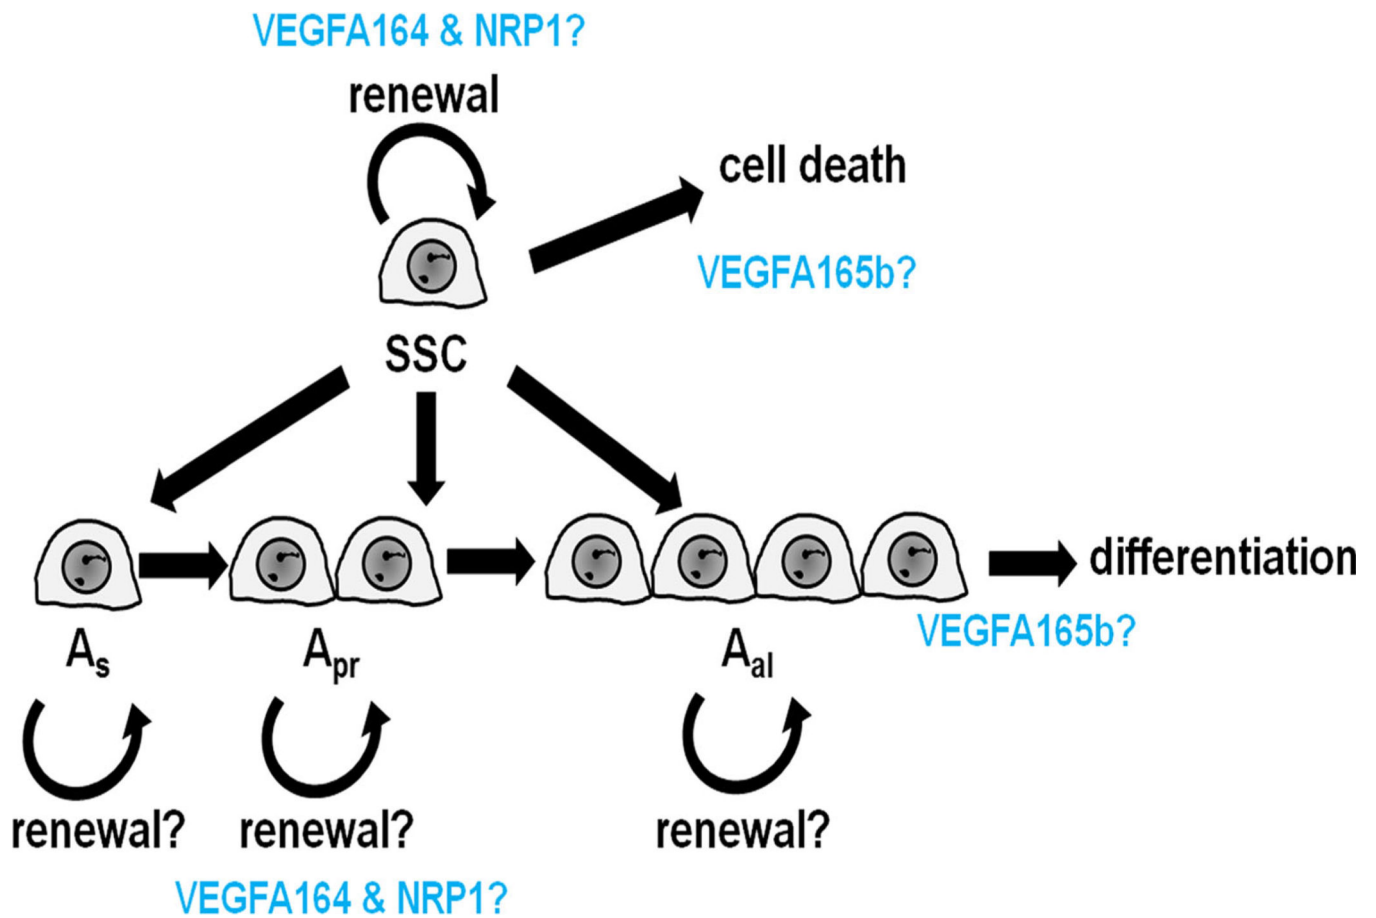 VEGFA164 & NRP1?
renewal
cell death
VEGFA165b?
SSC
differentiation
VEGFA165b?
As
Apr
Aal
renewal?
renewal?
renewal?
VEGFA164 & NRP1?